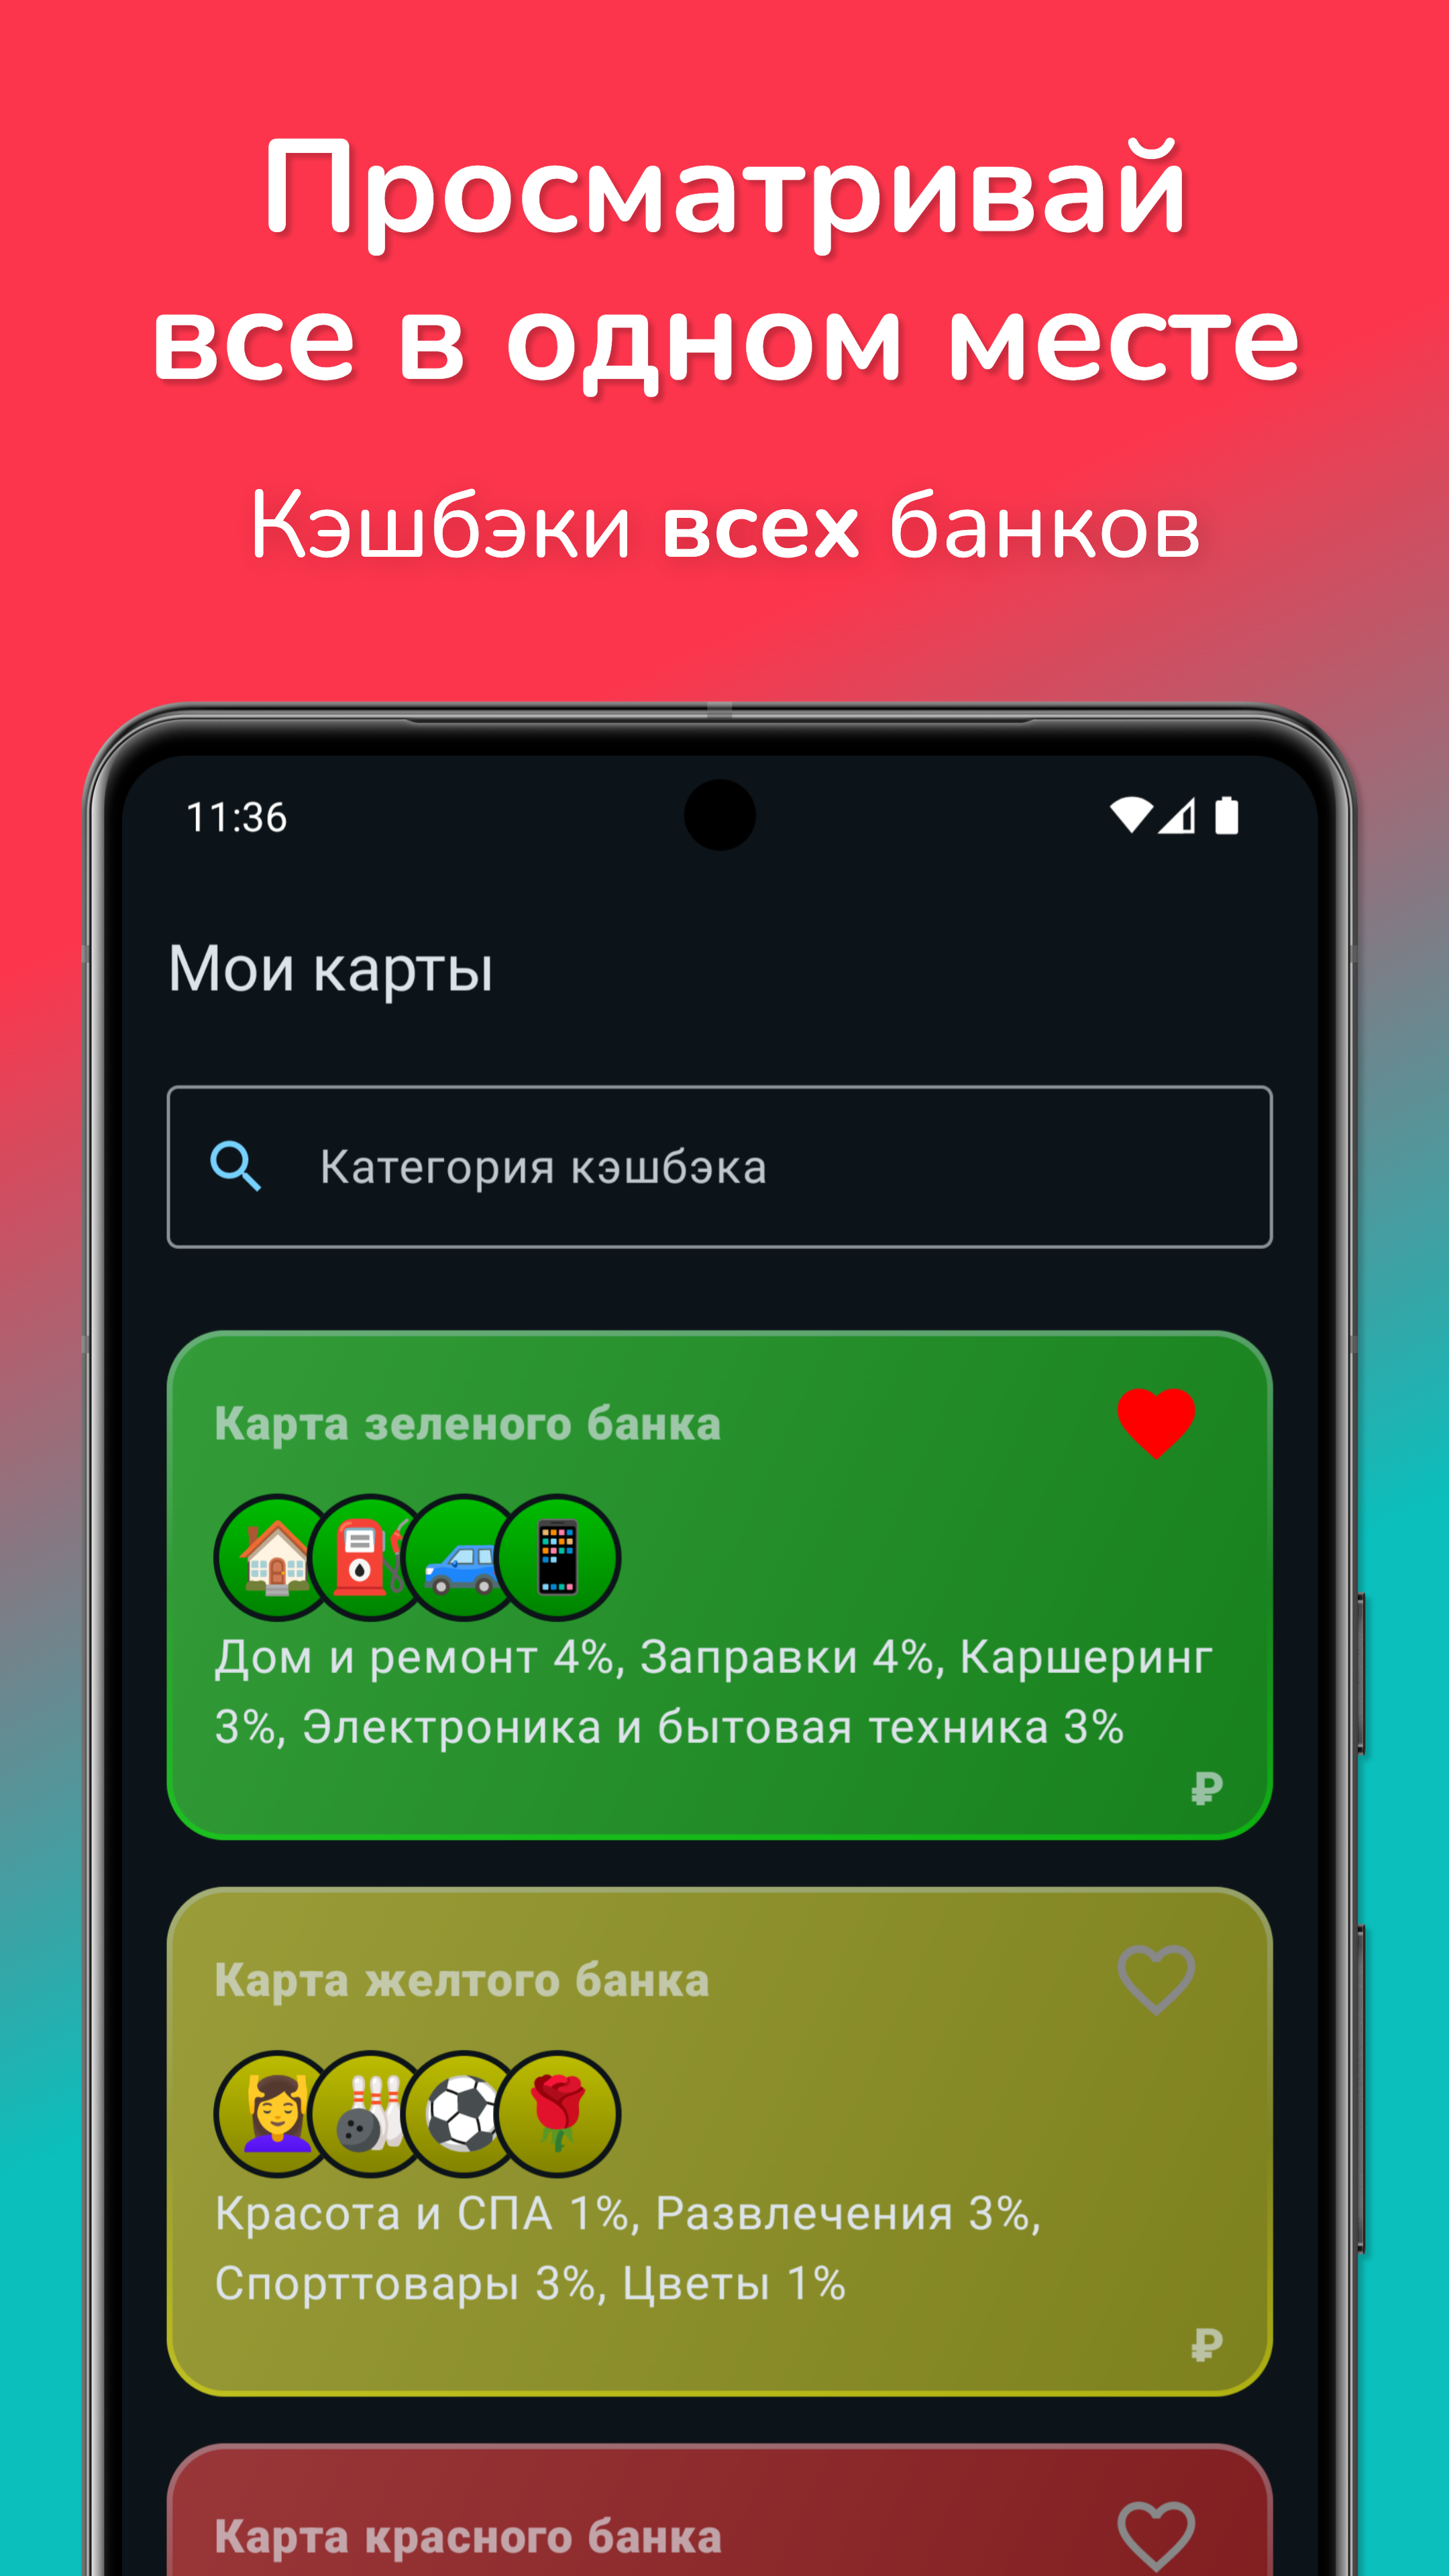 Просматривай
все в одном месте
Кэшбэки всех банков
11:36
Мои карты
Категория кэшбэка
Карта зеленого банка
Дом и ремонт 4%, Заправки 4%, Каршеринг
3%, Электроника и бытовая техника 3%
₽
Карта желтого банка
Красота и СПА 1%, Развлечения 3%,
Спорттовары 3%, Цветы 1%
₽
Карта красного банка